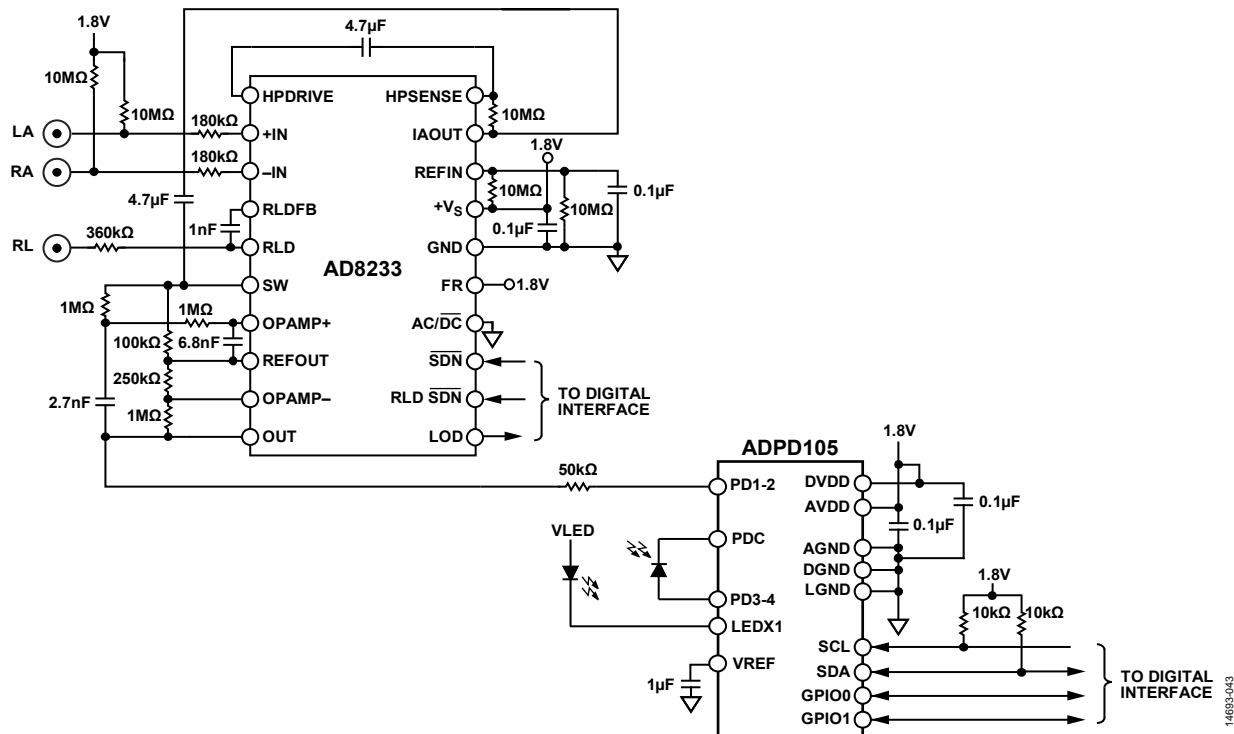 1.8V
4.7µF
10MΩ
10MΩ
HPDRIVE
HPSENSE
10MΩ
LA
180kΩ
+IN
IAOUT
1.8V
RA
180kΩ
–IN
REFIN
4.7µF
10MΩ
10MΩ
0.1µF
RLDFB
+VS
1nF
0.1µF
RL
360kΩ
RLD
GND
AD8233
SW
FR
1.8V
1MΩ
1MΩ
OPAMP+
AC/DC
100kΩ
6.8nF
REFOUT
SDN
250kΩ
TO DIGITAL
INTERFACE
2.7nF
OPAMP–
RLD SDN
1MΩ
OUT
LOD
1.8V
ADPD105
50kΩ
PD1-2
DVDD
0.1µF
AVDD
0.1µF
VLED
PDC
AGND
DGND
1.8V
PD3-4
LGND
10kΩ
10kΩ
LEDX1
SCL
VREF
SDA
1µF
TO DIGITAL
INTERFACE
GPIO0
GPIO1
14693-043